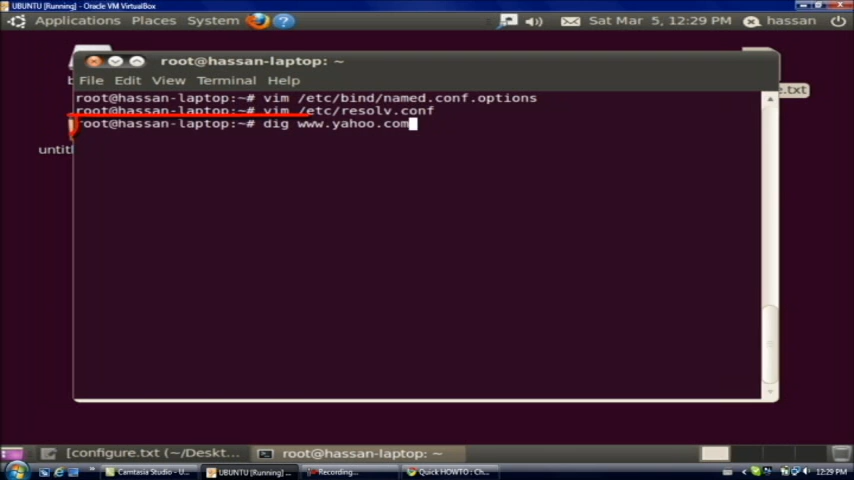 UBUNTU [Running] - Oracle VM VirtualBox
Applications Places System ? Sat Mar 5, 12:29 PM hassan
root@hassan-laptop: ~
File Edit View Terminal Help
root@hassan-laptop:~# vim /etc/bind/named.conf.options
root@hassan-laptop:~# vim /etc/resolv.conf
root@hassan-laptop:~# dig www.yahoo.com
e.txt
untitl
[configure.txt (~/Deskt... root@hassan-laptop: ~
Camtasia Studio - U... UBUNTU [Running] ... Recording... Quick HOWTO : Ch... 12:29 PM